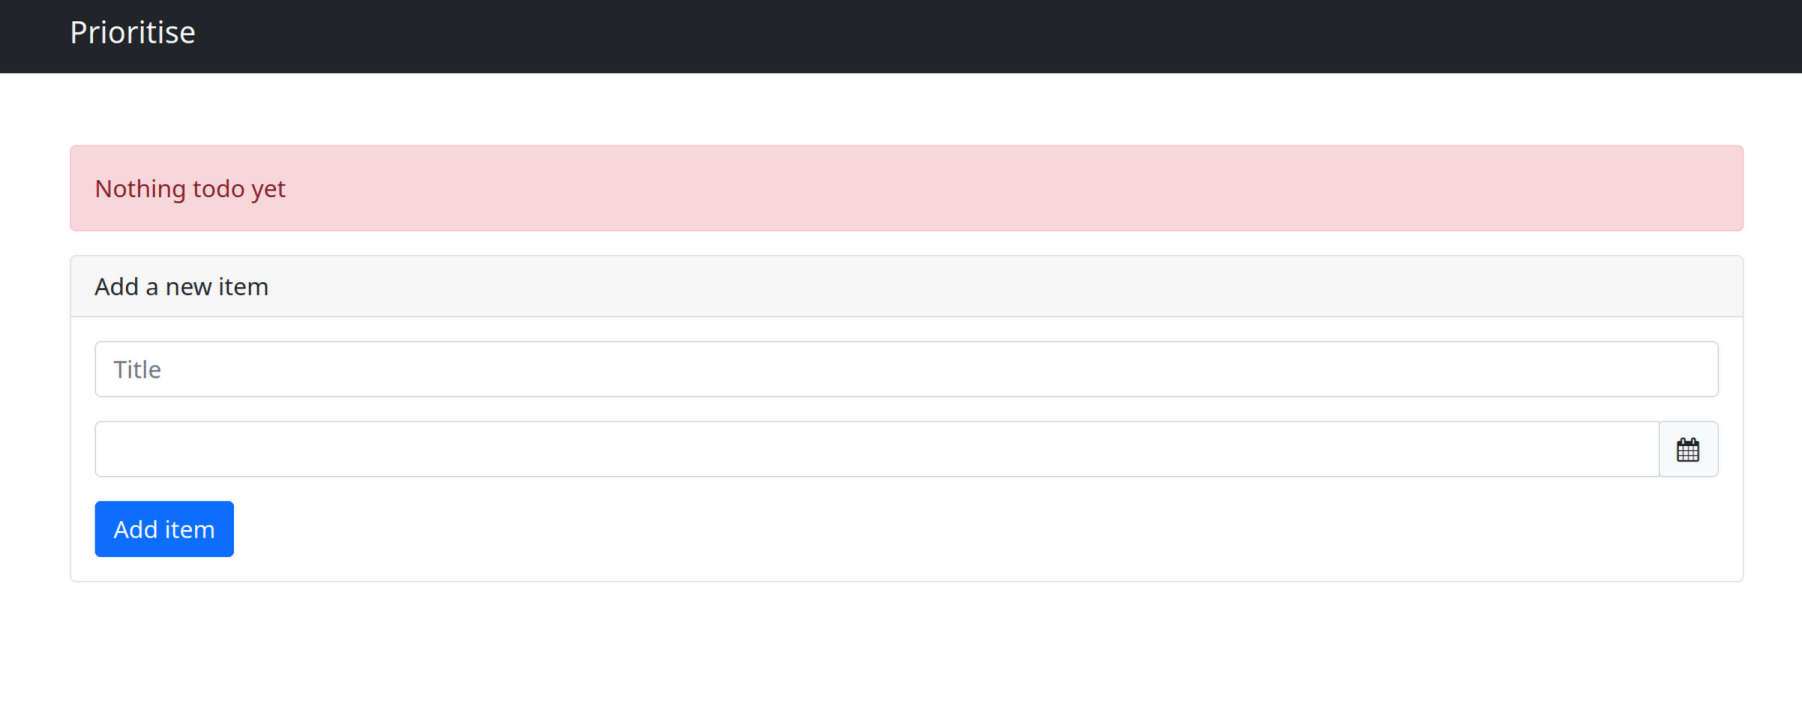 Prioritise
Nothing todo yet
Add a new item
Title
Add item